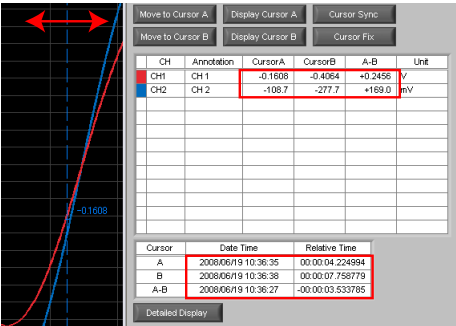 Move to Cursor A Display Cursor A Cursor Sync
Move to Cursor B Display Cursor B Cursor Fix
CH Annotation CursorA CursorB A-B Unit
CH1 CH 1 -0.1608 -0.4064 +0.2456 V
CH2 CH 2 -108.7 -277.7 +169.0 mV
-0.1608
Cursor Date Time Relative Time
A 2008/06/19 10:36:35 00:00:04.224994
B 2008/06/19 10:36:38 00:00:07.758779
A-B 2008/06/19 10:36:27 -00:00:03.533785
Detailed Display